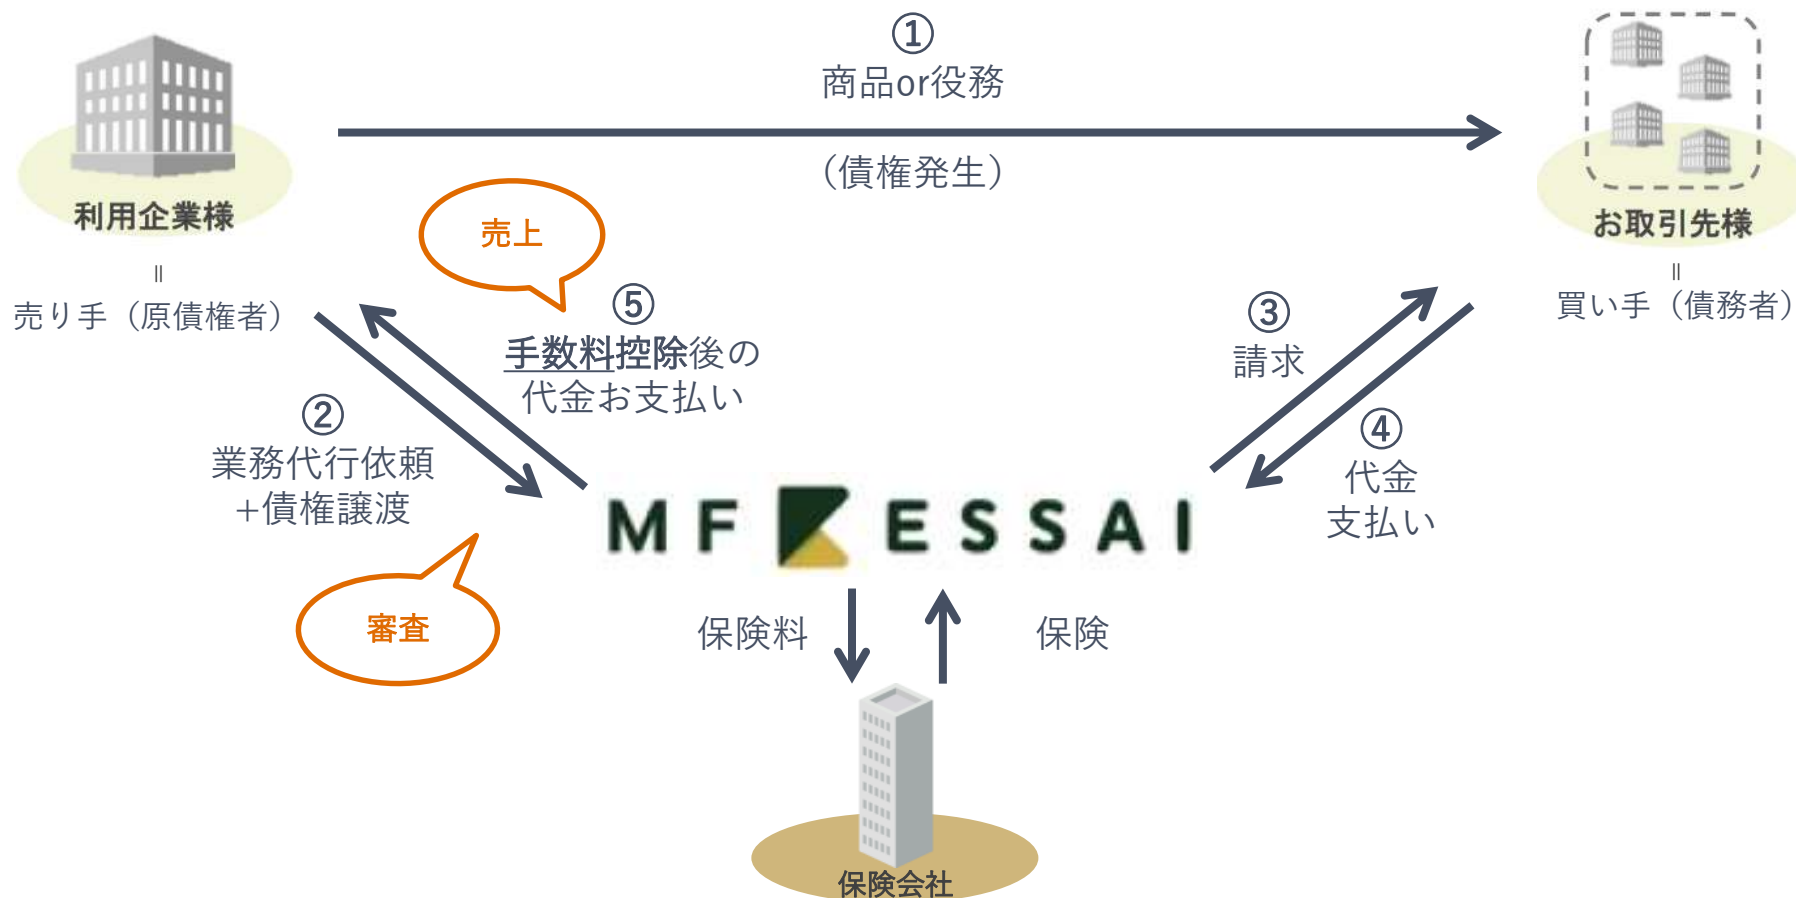 ①
商品or役務
（債権発生）
利用企業様
＝
売り手（原債権者）
お取引先様
＝
買い手（債務者）
売上
⑤
手数料控除後の
代金お支払い
②
業務代行依頼
+債権譲渡
審査
③
請求
④
代金
支払い
MF KESSAI
保険料
保険
保険会社